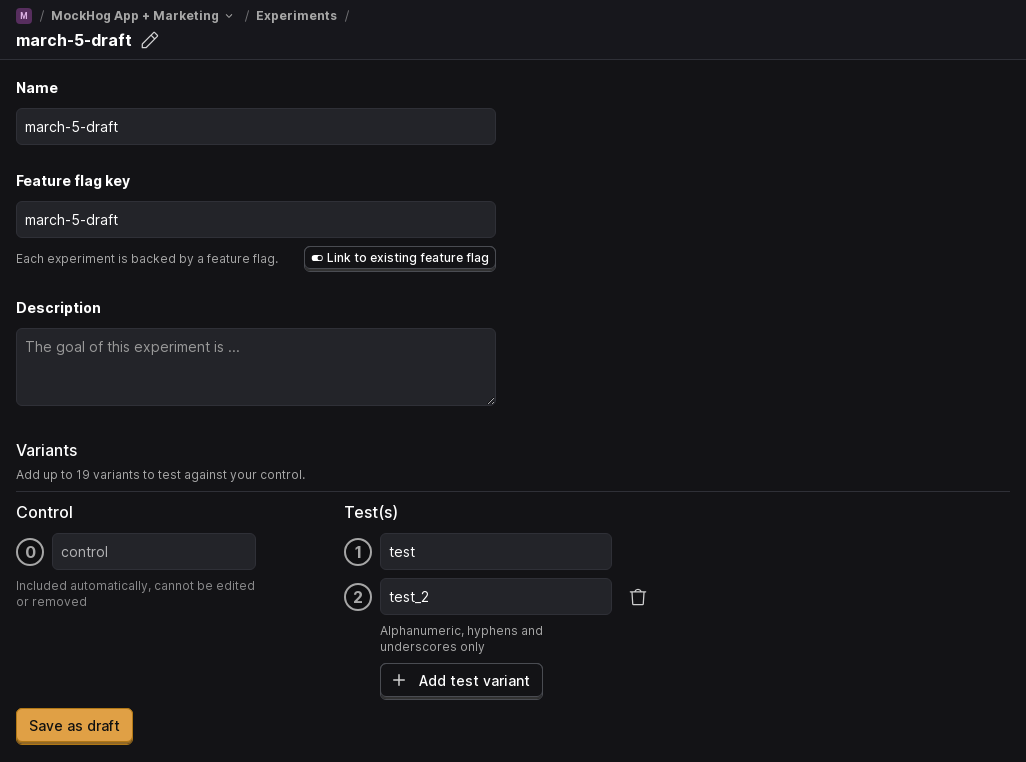 M / MockHog App + Marketing / Experiments /
march-5-draft
Name
march-5-draft
Feature flag key
march-5-draft
Each experiment is backed by a feature flag.
Link to existing feature flag
Description
The goal of this experiment is ...
Variants
Add up to 19 variants to test against your control.
Control
0 control
Included automatically, cannot be edited
or removed
Test(s)
1 test
2 test_2
Alphanumeric, hyphens and
underscores only
Add test variant
Save as draft